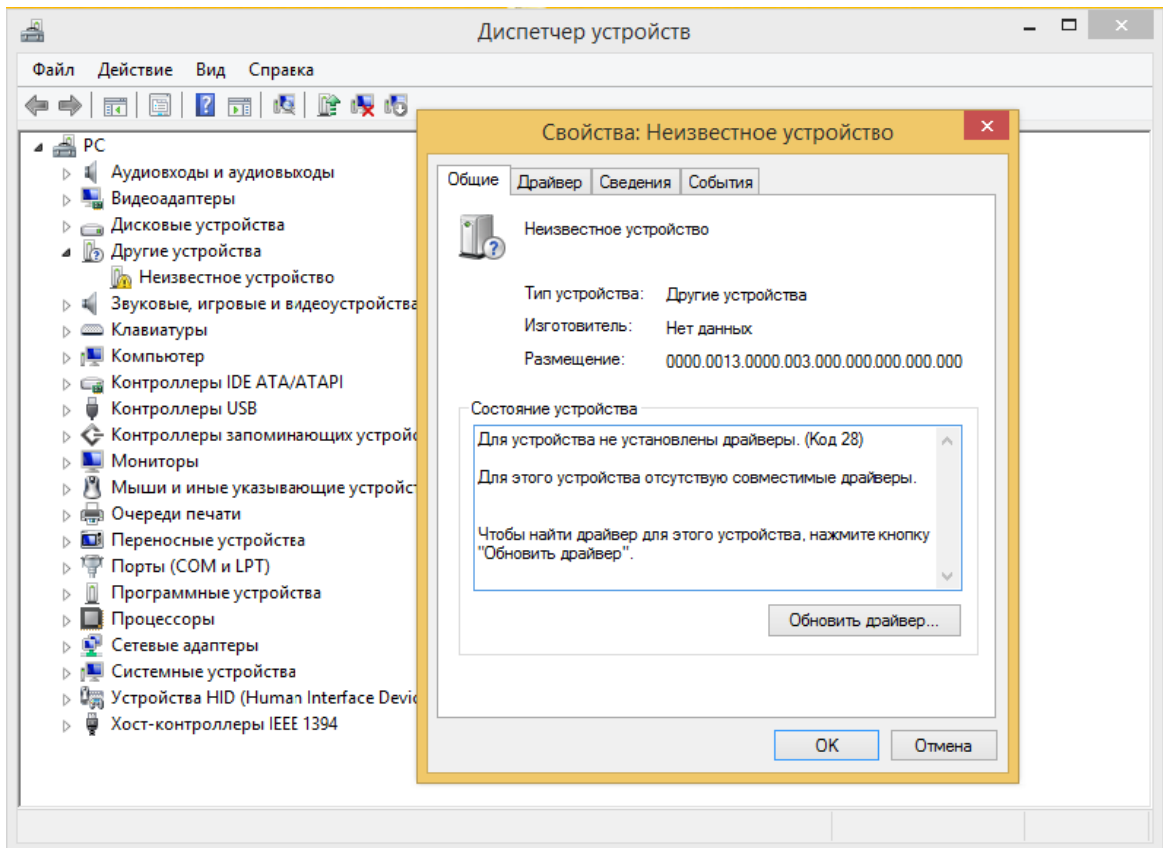 Диспетчер устройств
Файл Действие Вид Справка
PC
Аудиовходы и аудиовыходы
Видеоадаптеры
Дисковые устройства
Другие устройства
Неизвестное устройство
Звуковые, игровые и видеоустройства
Клавиатуры
Компьютер
Контроллеры IDE ATA/ATAPI
Контроллеры USB
Контроллеры запоминающих устройс
Мониторы
Мыши и иные указывающие устройст
Очереди печати
Переносные устройства
Порты (COM и LPT)
Программные устройства
Процессоры
Сетевые адаптеры
Системные устройства
Устройства HID (Human Interface Devic
Хост-контроллеры IEEE 1394
Свойства: Неизвестное устройство
Общие Драйвер Сведения События
Неизвестное устройство
Тип устройства: Другие устройства
Изготовитель: Нет данных
Размещение: 0000.0013.0000.003.000.000.000.000.000
Состояние устройства
Для устройства не установлены драйверы. (Код 28)
Для этого устройства отсутствую совместимые драйверы.
Чтобы найти драйвер для этого устройства, нажмите кнопку
"Обновить драйвер".
Обновить драйвер...
OK Отмена